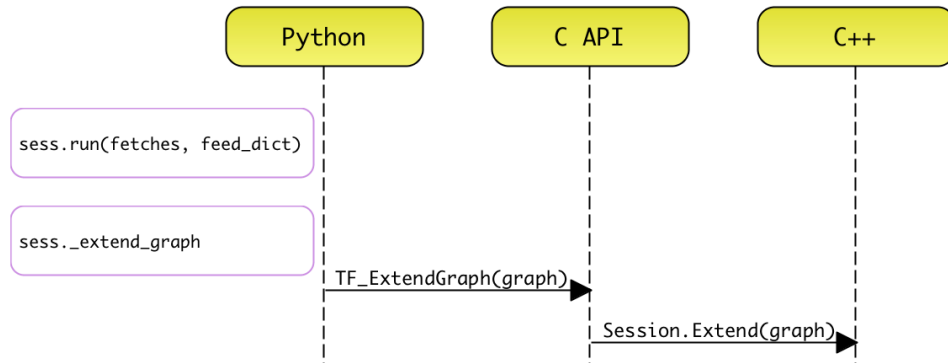 Python
C API
C++
sess.run(fetches, feed_dict)
sess._extend_graph
TF_ExtendGraph(graph)
Session.Extend(graph)